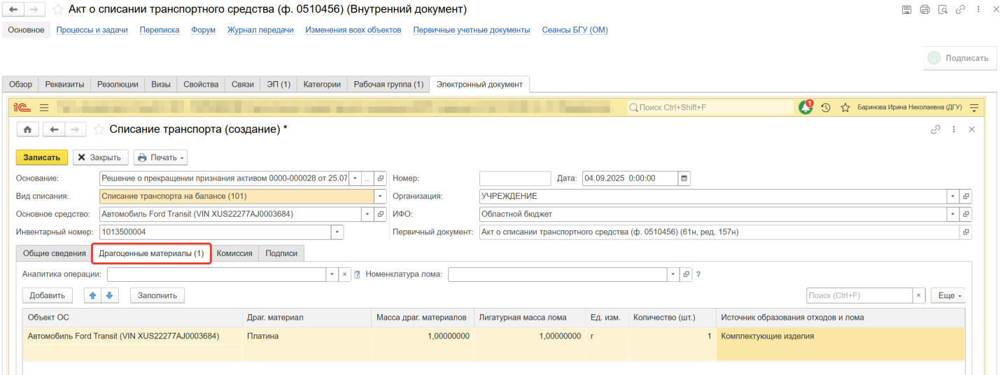 Акт о списании транспортного средства (ф. 0510456) (Внутренний документ)
Основное Процессы и задачи Переписка Форум Журнал передачи Изменения всех объектов Первичные учетные документы Сеансы БГУ (ОМ)
Подписать
Обзор Реквизиты Резолюции Визы Свойства Связи ЭП (1) Категории Рабочая группа (1) Электронный документ
1С Поиск Ctrl+Shift+F 1 Баринова Ирина Николаевна (ДГУ)
Списание транспорта (создание) *
Записать Закрыть Печать
Основание: Решение о прекращении признания активом 0000-000028 от 25.07 ... Номер: Дата: 04.09.2025 0:00:00
Вид списания: Списание транспорта на балансе (101) Организация: УЧРЕЖДЕНИЕ
Основное средство: Автомобиль Ford Transit (VIN XUS22277AJ0003684) ИФО: Областной бюджет
Инвентарный номер: 1013500004 Первичный документ: Акт о списании транспортного средства (ф. 0510456) (61н, ред. 157н)
Общие сведения Драгоценные материалы (1) Комиссия Подписи
Аналитика операции: ? Номенклатура лома: ?
Добавить Заполнить Поиск (Ctrl+F) Еще
Объект ОС Драг. материал Масса драг. материалов Лигатурная масса лома Ед. изм. Количество (шт.) Источник образования отходов и лома
Автомобиль Ford Transit (VIN XUS22277AJ0003684) Платина 1,00000000 1,00000000 г 1 Комплектующие изделия